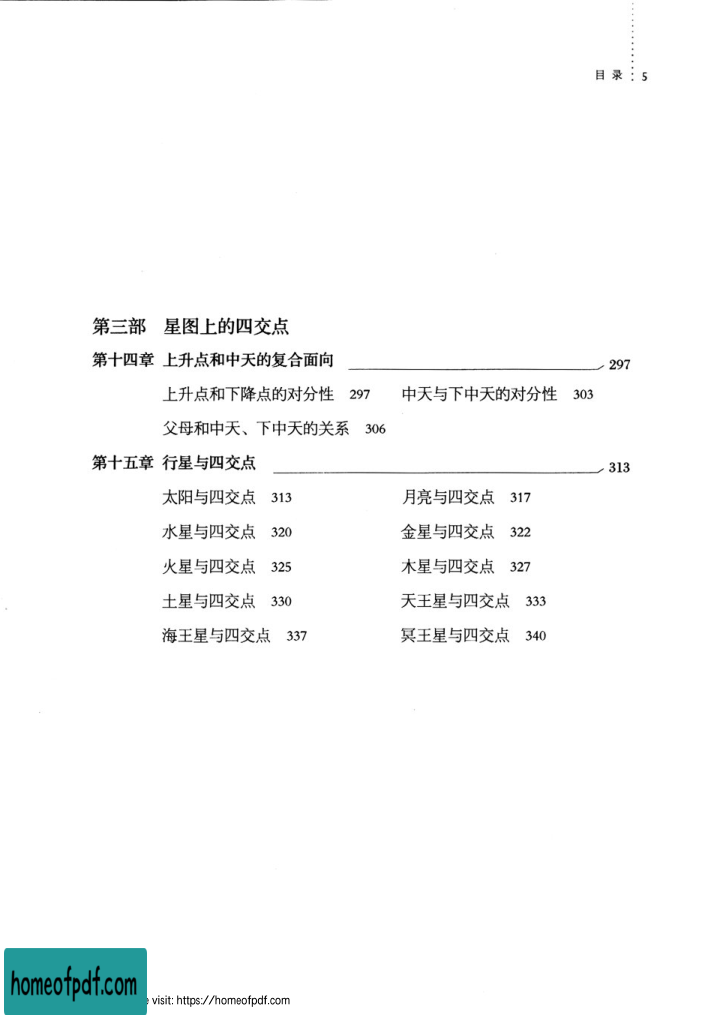 目录 5
第三部 星图上的四交点
第十四章 上升点和中天的复合面向 297
上升点和下降点的对分性 297 中天与下中天的对分性 303
父母和中天、下中天的关系 306
第十五章 行星与四交点 313
太阳与四交点 313 月亮与四交点 317
水星与四交点 320 金星与四交点 322
火星与四交点 325 木星与四交点 327
土星与四交点 330 天王星与四交点 333
海王星与四交点 337 冥王星与四交点 340
homeofpdf.com
visit: https://homeofpdf.com